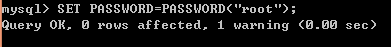 mysql> SET PASSWORD=PASSWORD("root");
Query OK, 0 rows affected, 1 warning (0.00 sec)